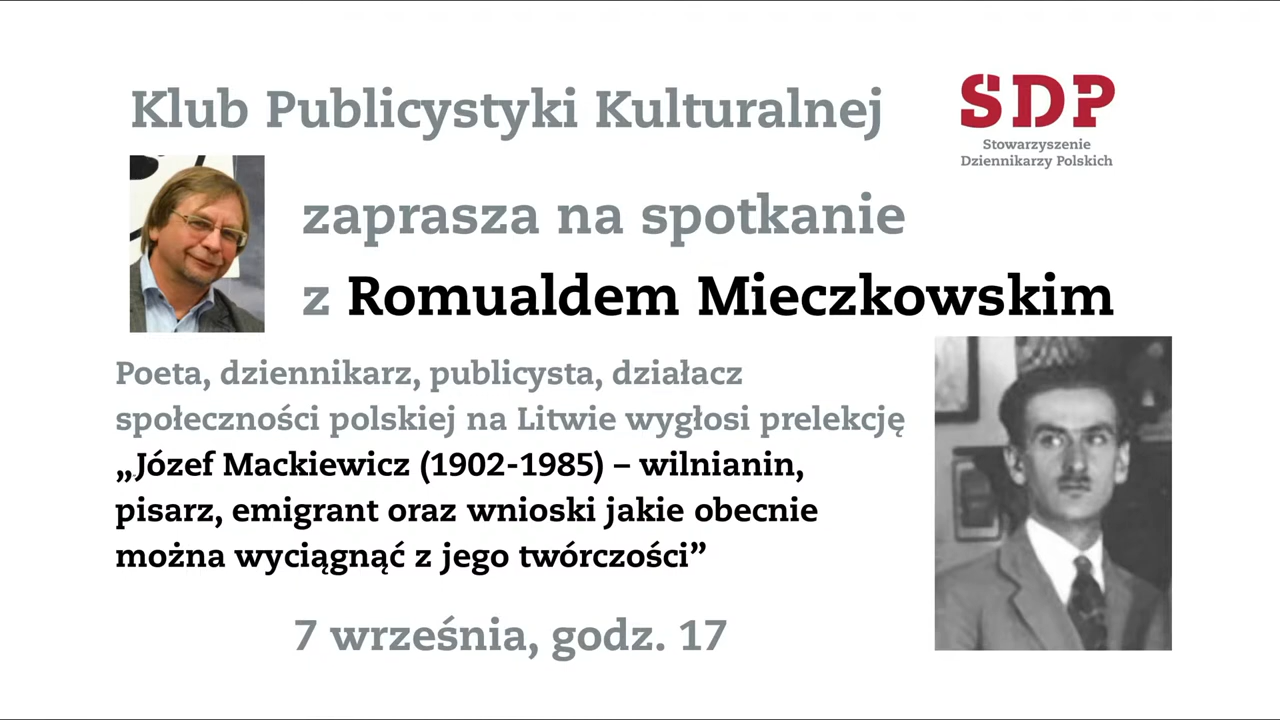 Klub Publicystyki Kulturalnej
SDP
Stowarzyszenie
Dziennikarzy Polskich
zaprasza na spotkanie
z Romualdem Mieczkowskim
Poeta, dziennikarz, publicysta, działacz
społeczności polskiej na Litwie wygłosi prelekcję
„Józef Mackiewicz (1902-1985) – wilnianin,
pisarz, emigrant oraz wnioski jakie obecnie
można wyciągnąć z jego twórczości”
7 września, godz. 17